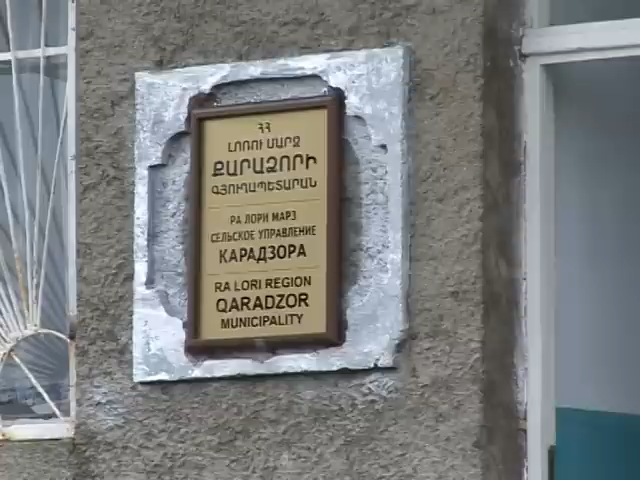 ՀՀ
ԼՈՌՈՒ ՄԱՐԶ
ՔԱՐԱՁՈՐԻ
ԳՅՈՒՂԱՊԵՏԱՐԱՆ
РА ЛОРИ МАРЗ
СЕЛЬСКОЕ УПРАВЛЕНИЕ
КАРАДЗОРА
RA LORI REGION
QARADZOR
MUNICIPALITY